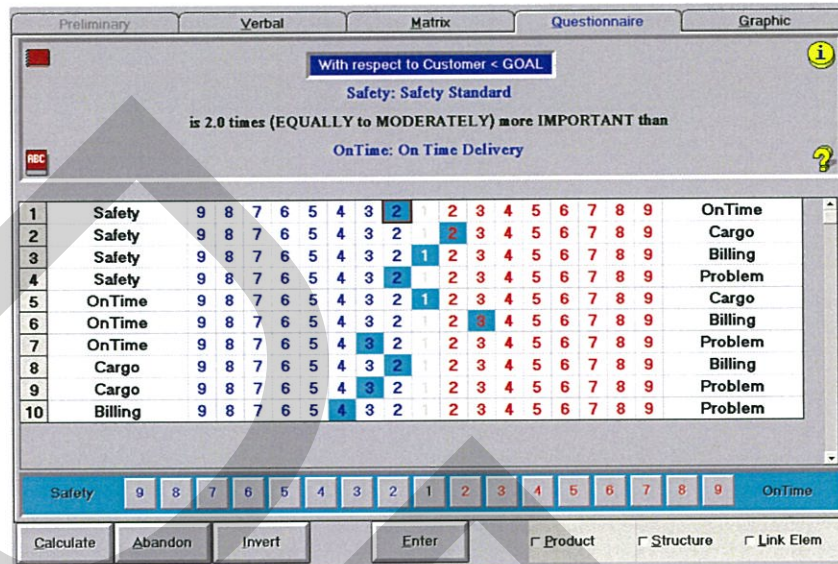 Preliminary Verbal Matrix Questionnaire Graphic
With respect to Customer < GOAL
i
Safety: Safety Standard
is 2.0 times (EQUALLY to MODERATELY) more IMPORTANT than
OnTime: On Time Delivery
ABC ?
1 Safety 9 8 7 6 5 4 3 2 1 2 3 4 5 6 7 8 9 OnTime
2 Safety 9 8 7 6 5 4 3 2 1 2 3 4 5 6 7 8 9 Cargo
3 Safety 9 8 7 6 5 4 3 2 1 2 3 4 5 6 7 8 9 Billing
4 Safety 9 8 7 6 5 4 3 2 1 2 3 4 5 6 7 8 9 Problem
5 OnTime 9 8 7 6 5 4 3 2 1 2 3 4 5 6 7 8 9 Cargo
6 OnTime 9 8 7 6 5 4 3 2 1 2 3 4 5 6 7 8 9 Billing
7 OnTime 9 8 7 6 5 4 3 2 1 2 3 4 5 6 7 8 9 Problem
8 Cargo 9 8 7 6 5 4 3 2 1 2 3 4 5 6 7 8 9 Billing
9 Cargo 9 8 7 6 5 4 3 2 1 2 3 4 5 6 7 8 9 Problem
10 Billing 9 8 7 6 5 4 3 2 1 2 3 4 5 6 7 8 9 Problem
Safety 9 8 7 6 5 4 3 2 1 2 3 4 5 6 7 8 9 OnTime
Calculate Abandon Invert Enter Product Structure Link Elem